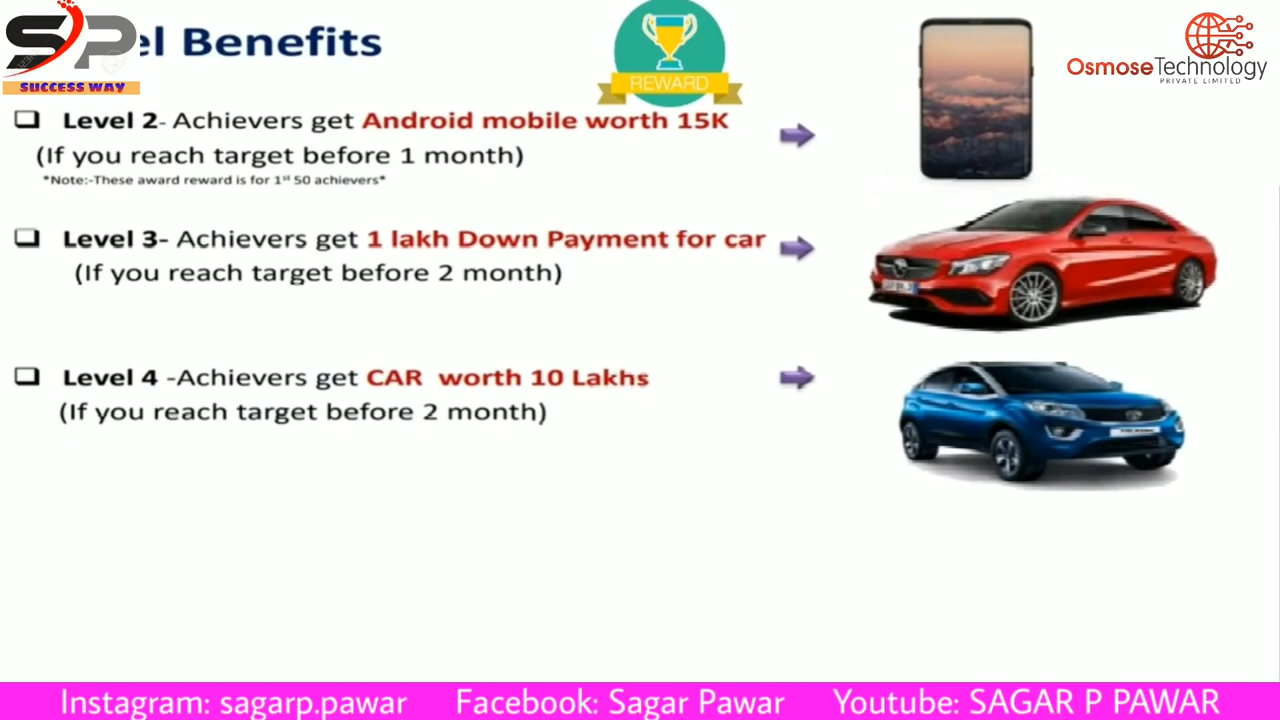 SP
SUCCESS WAY
el Benefits
REWARD
OsmoseTechnology
PRIVATE LIMITED
Level 2- Achievers get Android mobile worth 15K
(If you reach target before 1 month)
*Note:-These award reward is for 1st 50 achievers*
Level 3- Achievers get 1 lakh Down Payment for car
(If you reach target before 2 month)
Level 4 -Achievers get CAR worth 10 Lakhs
(If you reach target before 2 month)
Instagram: sagarp.pawar Facebook: Sagar Pawar Youtube: SAGAR P PAWAR